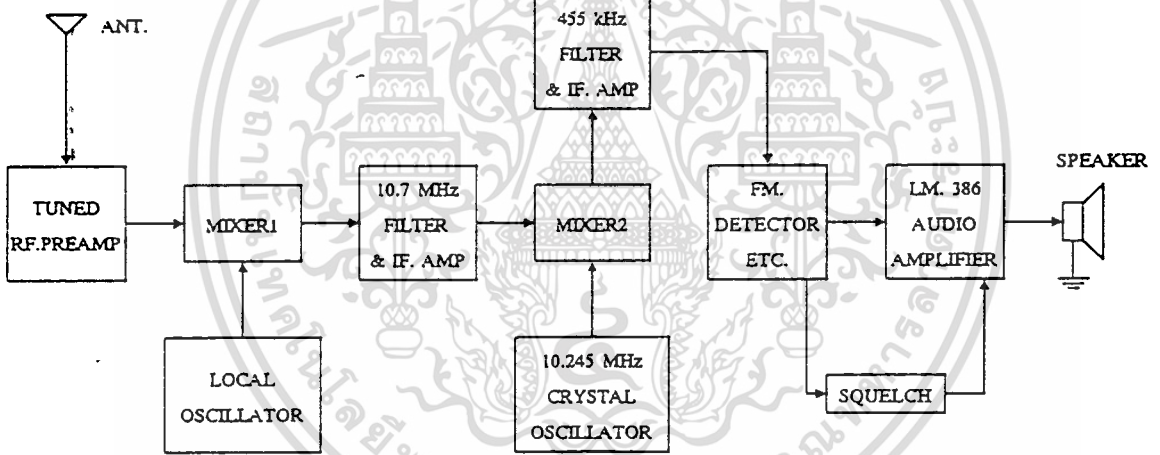 ANT.
TUNED
RF.PREAMP
MIXER1
LOCAL
OSCILLATOR
10.7 MHz
FILTER
& IF. AMP
MIXER2
10.245 MHz
CRYSTAL
OSCILLATOR
455 kHz
FILTER
& IF. AMP
FM.
DETECTOR
ETC.
SQUELCH
LM. 386
AUDIO
AMPLIFIER
SPEAKER